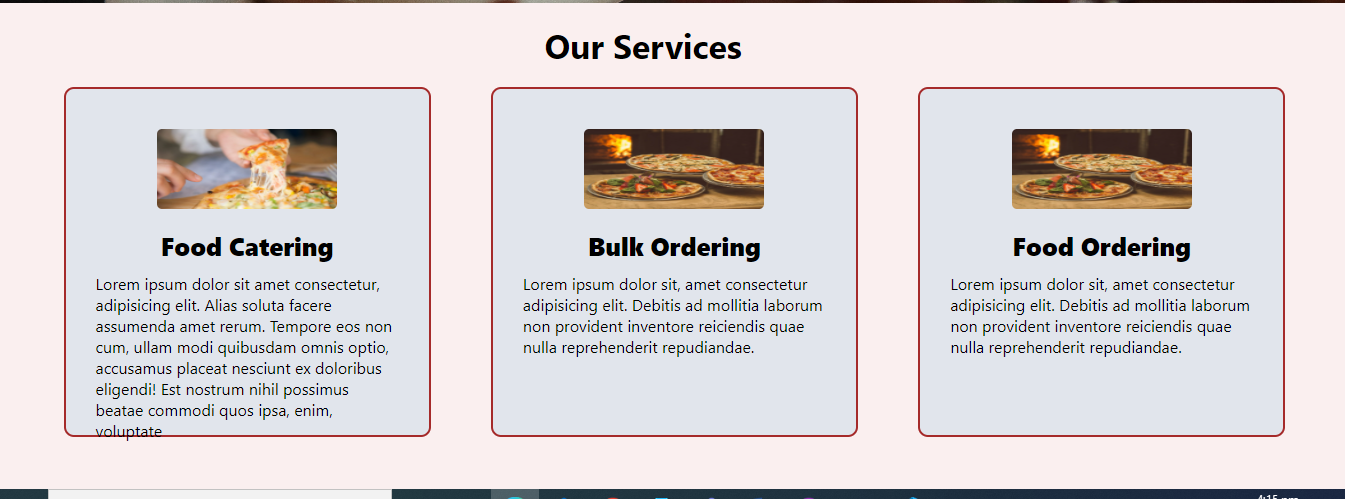 Our Services
Food Catering
Lorem ipsum dolor sit amet consectetur,
adipisicing elit. Alias soluta facere
assumenda amet rerum. Tempore eos non
cum, ullam modi quibusdam omnis optio,
accusamus placeat nesciunt ex doloribus
eligendi! Est nostrum nihil possimus
beatae commodi quos ipsa, enim,
voluptate
Bulk Ordering
Lorem ipsum dolor sit, amet consectetur
adipisicing elit. Debitis ad mollitia laborum
non provident inventore reiciendis quae
nulla reprehenderit repudiandae.
Food Ordering
Lorem ipsum dolor sit, amet consectetur
adipisicing elit. Debitis ad mollitia laborum
non provident inventore reiciendis quae
nulla reprehenderit repudiandae.